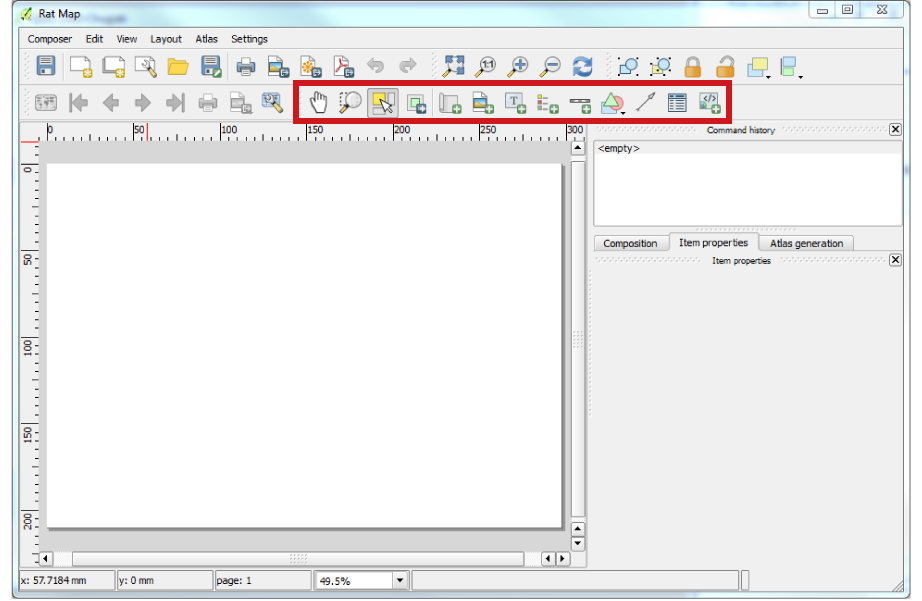 Rat Map
Composer Edit View Layout Atlas Settings
1:1
T
0 50 100 150 200 250 300
Command history
<empty>
Composition Item properties Atlas generation
Item properties
0
50
100
150
200
x: 57.7184 mm y: 0 mm page: 1 49.5%